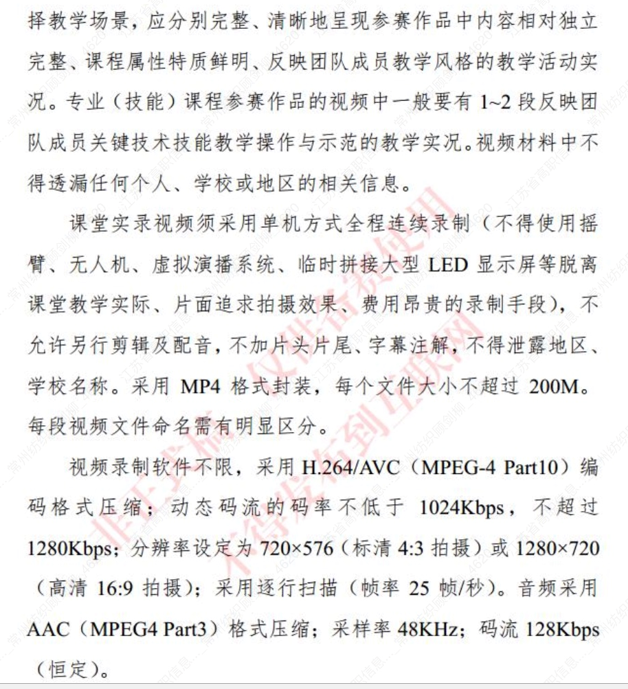 择教学场景，应分别完整、清晰地呈现参赛作品中内容相对独立
完整、课程属性特质鲜明、反映团队成员教学风格的教学活动实
况。专业（技能）课程参赛作品的视频中一般要有 1~2 段反映团
队成员关键技术技能教学操作与示范的教学实况。视频材料中不
得透漏任何个人、学校或地区的相关信息。
课堂实录视频须采用单机方式全程连续录制（不得使用摇
臂、无人机、虚拟演播系统、临时拼接大型 LED 显示屏等脱离
课堂教学实际、片面追求拍摄效果、费用昂贵的录制手段），不
允许另行剪辑及配音，不加片头片尾、字幕注解，不得泄露地区、
学校名称。采用 MP4 格式封装，每个文件大小不超过 200M。
每段视频文件命名需有明显区分。
视频录制软件不限，采用 H.264/AVC（MPEG-4 Part10）编
码格式压缩；动态码流的码率不低于 1024Kbps，不超过
1280Kbps；分辨率设定为 720×576（标清 4:3 拍摄）或 1280×720
（高清 16:9 拍摄）；采用逐行扫描（帧率 25 帧/秒）。音频采用
AAC（MPEG4 Part3）格式压缩；采样率 48KHz；码流 128Kbps
（恒定）。
非正式稿 仅供备赛使用
不得发布到互联网